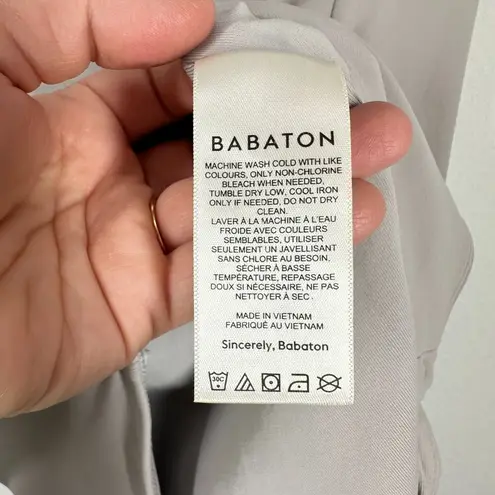 BABATON
MACHINE WASH COLD WITH LIKE
COLOURS, ONLY NON-CHLORINE
BLEACH WHEN NEEDED,
TUMBLE DRY LOW, COOL IRON
ONLY IF NEEDED, DO NOT DRY
CLEAN.
LAVER À LA MACHINE À L'EAU
FROIDE AVEC COULEURS
SEMBLABLES, UTILISER
SEULEMENT UN JAVELLISANT
SANS CHLORE AU BESOIN,
SÉCHER À BASSE
TEMPÉRATURE, REPASSAGE
DOUX SI NÉCESSAIRE, NE PAS
NETTOYER À SEC.
MADE IN VIETNAM
FABRIQUÉ AU VIETNAM
Sincerely, Babaton
30C